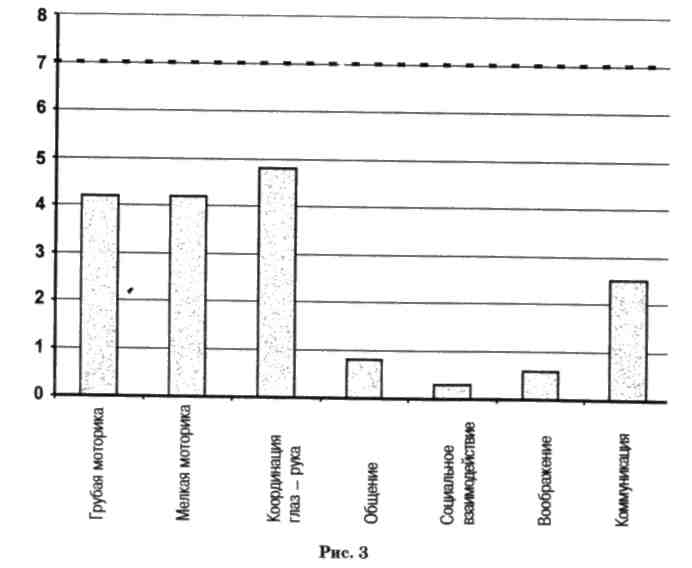 8
7
6
5
4
3
2
1
0
Грубая моторика
Мелкая моторика
Координация
глаз – рука
Общение
Социальное
взаимодействие
Воображение
Коммуникация
Рис. 3